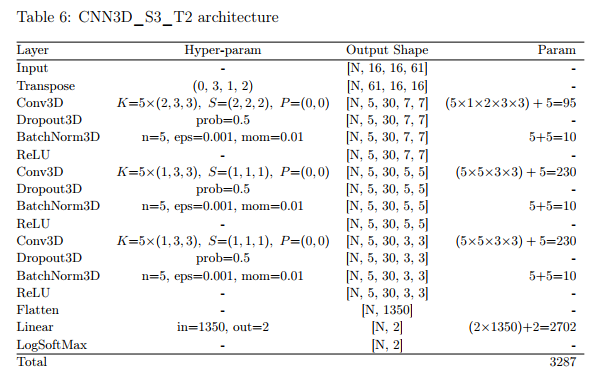 Table 6: CNN3D_S3_T2 architecture
Layer Hyper-param Output Shape Param
Input - [N, 16, 16, 61] -
Transpose (0, 3, 1, 2) [N, 61, 16, 16] -
Conv3D K=5×(2,3,3), S=(2,2,2), P=(0,0) [N, 5, 30, 7, 7] (5×1×2×3×3) + 5=95
Dropout3D prob=0.5 [N, 5, 30, 7, 7] -
BatchNorm3D n=5, eps=0.001, mom=0.01 [N, 5, 30, 7, 7] 5+5=10
ReLU - [N, 5, 30, 7, 7] -
Conv3D K=5×(1,3,3), S=(1,1,1), P=(0,0) [N, 5, 30, 5, 5] (5×5×3×3) + 5=230
Dropout3D prob=0.5 [N, 5, 30, 5, 5] -
BatchNorm3D n=5, eps=0.001, mom=0.01 [N, 5, 30, 5, 5] 5+5=10
ReLU - [N, 5, 30, 5, 5] -
Conv3D K=5×(1,3,3), S=(1,1,1), P=(0,0) [N, 5, 30, 3, 3] (5×5×3×3) + 5=230
Dropout3D prob=0.5 [N, 5, 30, 3, 3] -
BatchNorm3D n=5, eps=0.001, mom=0.01 [N, 5, 30, 3, 3] 5+5=10
ReLU - [N, 5, 30, 3, 3] -
Flatten - [N, 1350] -
Linear in=1350, out=2 [N, 2] (2×1350)+2=2702
LogSoftMax - [N, 2] -
Total 3287